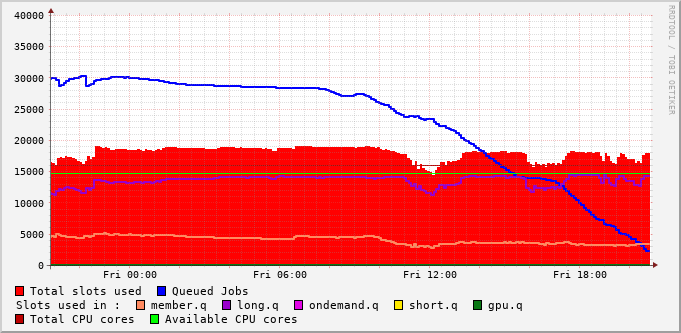 RRDTOOL / TOBI OETIKER
40000
35000
30000
25000
20000
15000
10000
5000
0
Fri 00:00 Fri 06:00 Fri 12:00 Fri 18:00
Total slots used Queued Jobs
Slots used in : member.q long.q ondemand.q short.q gpu.q
Total CPU cores Available CPU cores